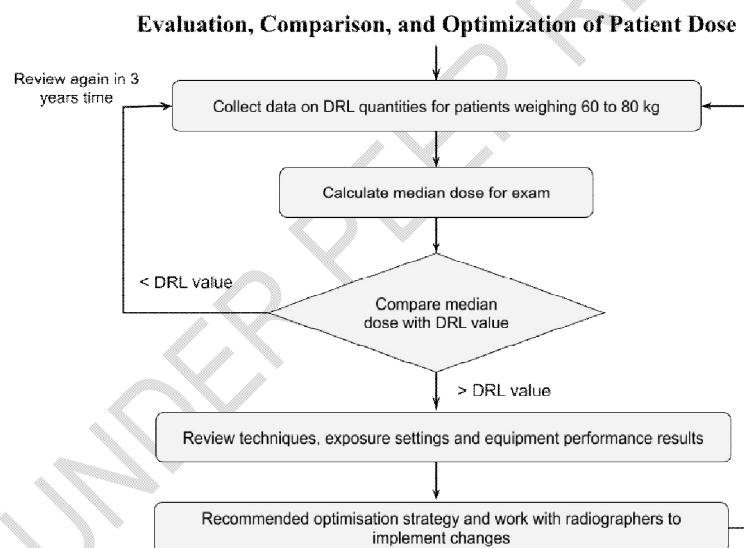 Evaluation, Comparison, and Optimization of Patient Dose
Review again in 3
years time
Collect data on DRL quantities for patients weighing 60 to 80 kg
Calculate median dose for exam
< DRL value
Compare median
dose with DRL value
> DRL value
Review techniques, exposure settings and equipment performance results
Recommended optimisation strategy and work with radiographers to
implement changes
UNDER PEER RE